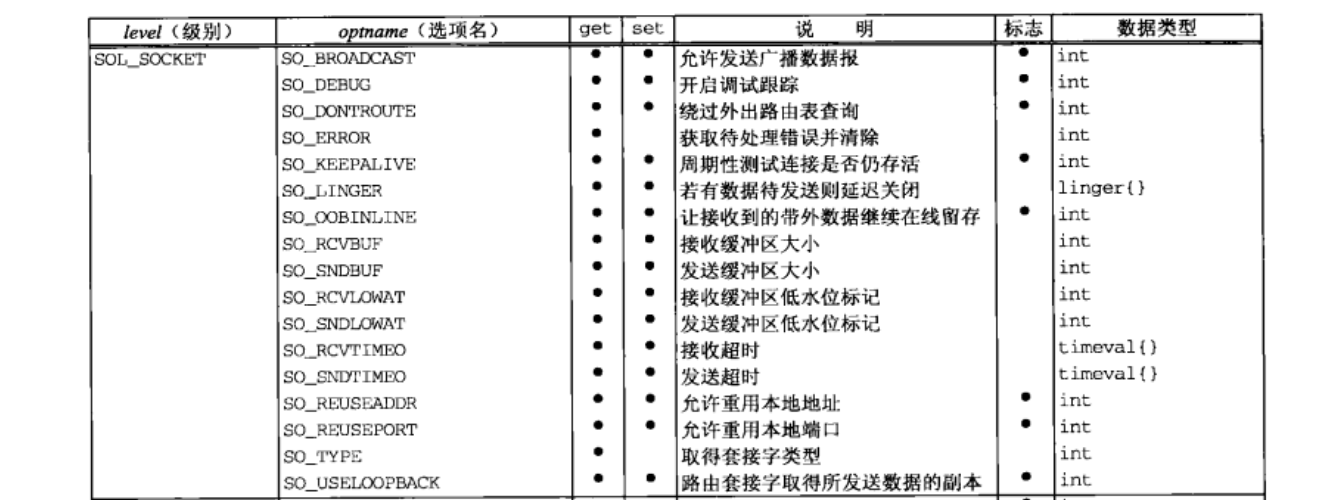 level（级别） optname（选项名） get set 说 明 标志 数据类型
SOL_SOCKET SO_BROADCAST • • 允许发送广播数据报 • int
SO_DEBUG • • 开启调试跟踪 • int
SO_DONTROUTE • • 绕过外出路由表查询 • int
SO_ERROR • 获取待处理错误并清除 int
SO_KEEPALIVE • • 周期性测试连接是否仍存活 • int
SO_LINGER • • 若有数据待发送则延迟关闭 linger{}
SO_OOBINLINE • • 让接收到的带外数据继续在线留存 • int
SO_RCVBUF • • 接收缓冲区大小 int
SO_SNDBUF • • 发送缓冲区大小 int
SO_RCVLOWAT • • 接收缓冲区低水位标记 int
SO_SNDLOWAT • • 发送缓冲区低水位标记 int
SO_RCVTIMEO • • 接收超时 timeval{}
SO_SNDTIMEO • • 发送超时 timeval{}
SO_REUSEADDR • • 允许重用本地地址 • int
SO_REUSEPORT • • 允许重用本地端口 • int
SO_TYPE • 取得套接字类型 int
SO_USELOOPBACK • • 路由套接字取得所发送数据的副本 • int